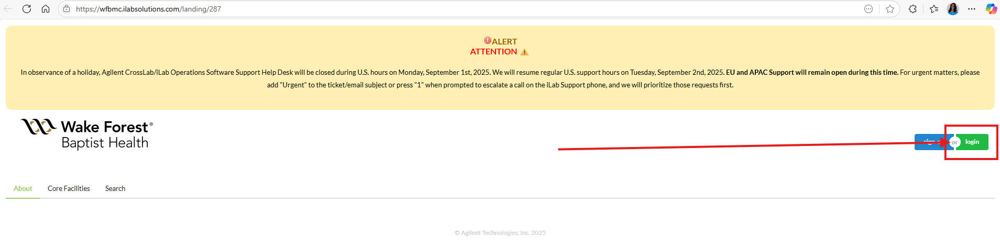 https://wfbmc.ilabsolutions.com/landing/287
ALERT
ATTENTION
In observance of a holiday, Agilent CrossLab/iLab Operations Software Support Help Desk will be closed during U.S. hours on Monday, September 1st, 2025. We will resume regular U.S. support hours on Tuesday, September 2nd, 2025. EU and APAC Support will remain open during this time. For urgent matters, please
add "Urgent" to the ticket/email subject or press "1" when prompted to escalate a call on the iLab Support phone, and we will prioritize those requests first.
Wake Forest®
Baptist Health
sign or login
About Core Facilities Search
© Agilent Technologies, Inc. 2025